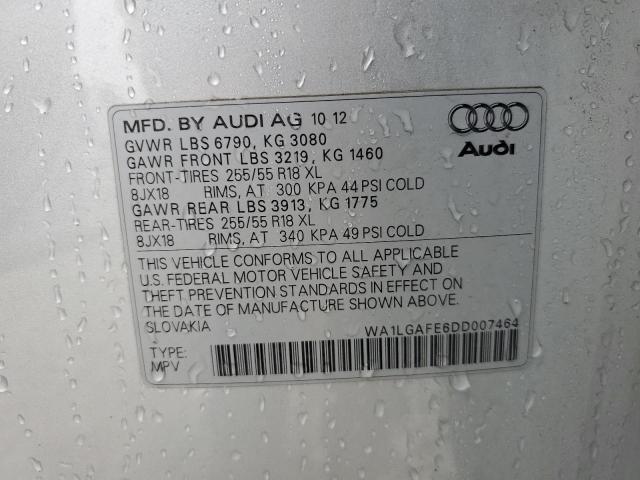 MFD. BY AUDI AG 10 12
GVWR LBS 6790, KG 3080
GAWR FRONT LBS 3219, KG 1460
FRONT-TIRES 255/55 R18 XL
8JX18 RIMS, AT 300 KPA 44 PSI COLD
GAWR REAR LBS 3913, KG 1775
REAR-TIRES 255/55 R18 XL
8JX18 RIMS, AT 340 KPA 49 PSI COLD
Audi
THIS VEHICLE CONFORMS TO ALL APPLICABLE
U.S. FEDERAL MOTOR VEHICLE SAFETY AND
THEFT PREVENTION STANDARDS IN EFFECT ON
THE DATE OF MANUFACTURE SHOWN ABOVE.
SLOVAKIA
WA1LGAFE6DD007464
TYPE:
MPV